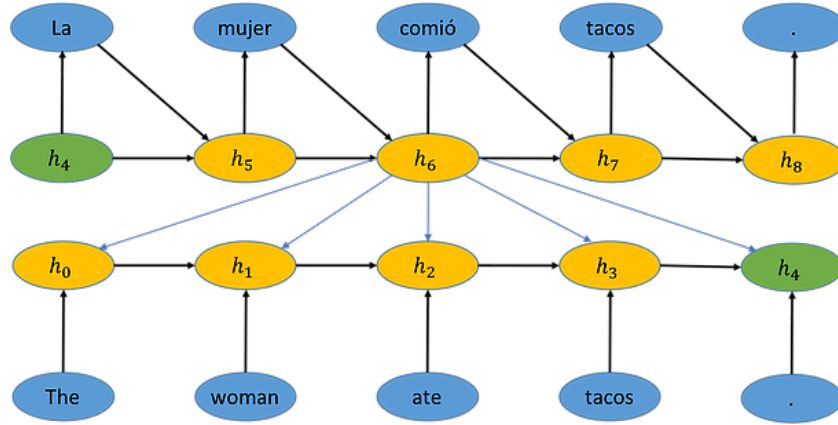 La mujer comió tacos .
h₄ h₅ h₆ h₇ h₈
h₀ h₁ h₂ h₃ h₄
The woman ate tacos .